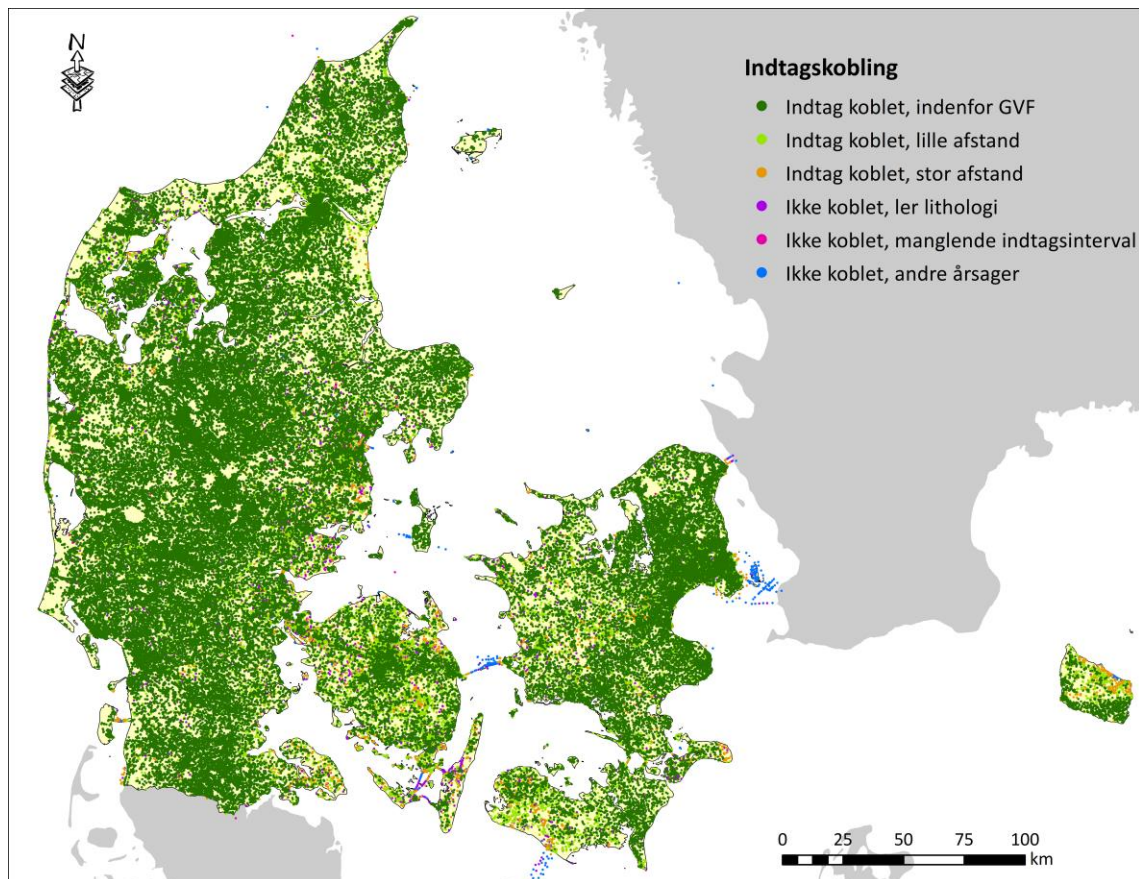 N
Indtagskobling
Indtag koblet, indenfor GVF
Indtag koblet, lille afstand
Indtag koblet, stor afstand
Ikke koblet, ler lithologi
Ikke koblet, manglende indtagsinterval
Ikke koblet, andre årsager
0 25 50 75 100
km